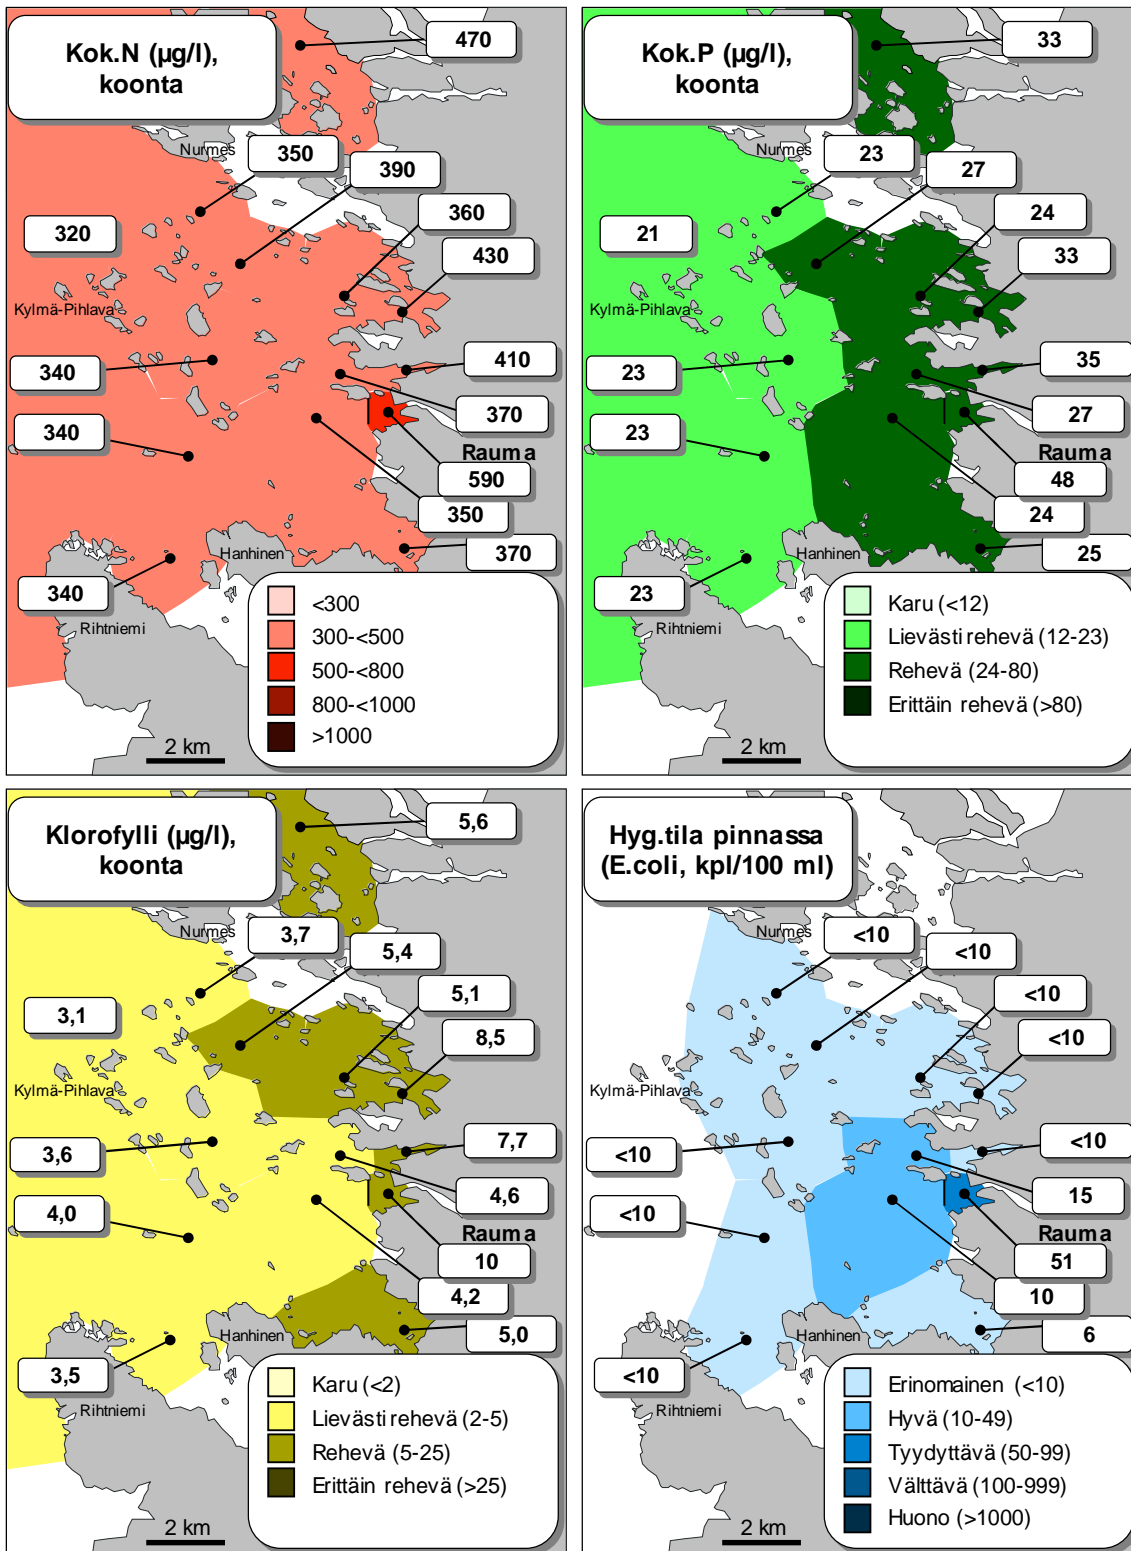 Kok.N (µg/l),
koonta
470
Nurmes
350
390
320
360
430
Kylmä-Pihlava
340
410
370
340
Rauma
590
350
Hanhinen
370
340
Rihtniemi
<300
300-<500
500-<800
800-<1000
>1000
2 km
Kok.P (µg/l),
koonta
33
Nurmes
23
27
21
24
33
Kylmä-Pihlava
23
35
27
23
Rauma
48
24
Hanhinen
25
23
Rihtniemi
Karu (<12)
Lievästi rehevä (12-23)
Rehevä (24-80)
Erittäin rehevä (>80)
2 km
Klorofylli (µg/l),
koonta
5,6
Nurmes
3,7
5,4
3,1
5,1
8,5
Kylmä-Pihlava
3,6
7,7
4,6
4,0
Rauma
10
4,2
Hanhinen
5,0
3,5
Rihtniemi
Karu (<2)
Lievästi rehevä (2-5)
Rehevä (5-25)
Erittäin rehevä (>25)
2 km
Hyg.tila pinnassa
(E.coli, kpl/100 ml)
Nurmes
<10
<10
<10
<10
Kylmä-Pihlava
<10
<10
15
<10
Rauma
51
10
Hanhinen
6
<10
Rihtniemi
Erinomainen (<10)
Hyvä (10-49)
Tyydyttävä (50-99)
Välttävä (100-999)
Huono (>1000)
2 km